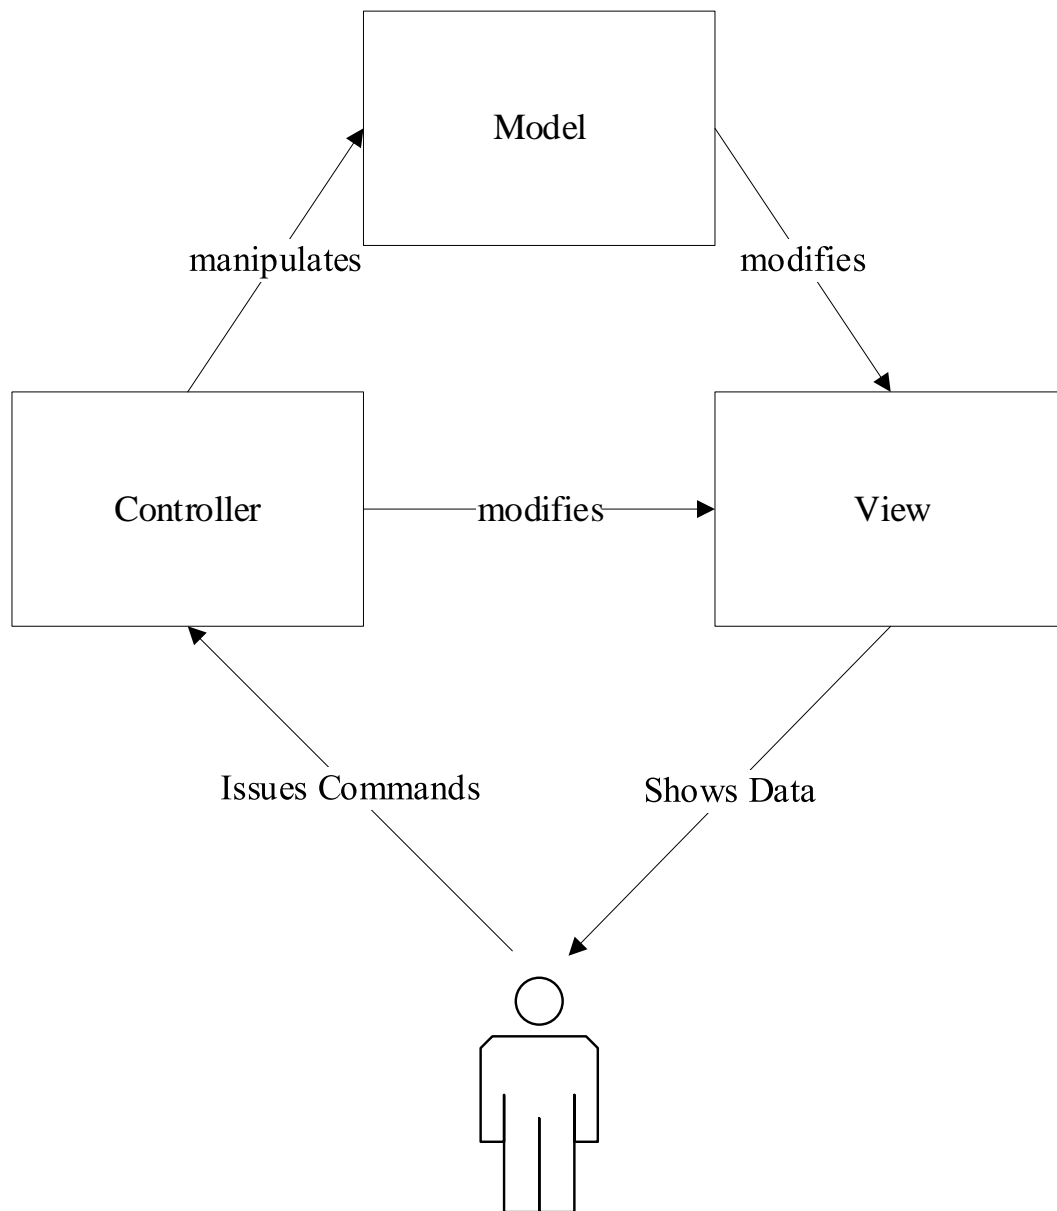 Model
manipulates
modifies
Controller
modifies
View
Issues Commands
Shows Data